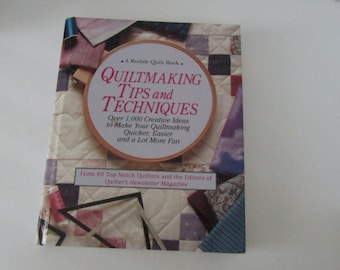 • A Rodale Quilt Book •
QUILTMAKING
TIPS and
TECHNIQUES
Over 1,000 Creative Ideas
to Make Your Quiltmaking
Quicker, Easier
and a Lot More Fun
From 60 Top-Notch Quilters and the Editors of
Quilter's Newsletter Magazine